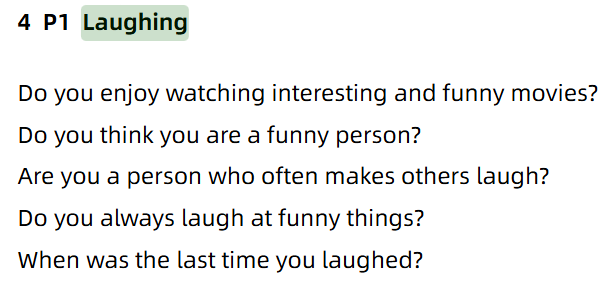 4 P1 Laughing
Do you enjoy watching interesting and funny movies?
Do you think you are a funny person?
Are you a person who often makes others laugh?
Do you always laugh at funny things?
When was the last time you laughed?